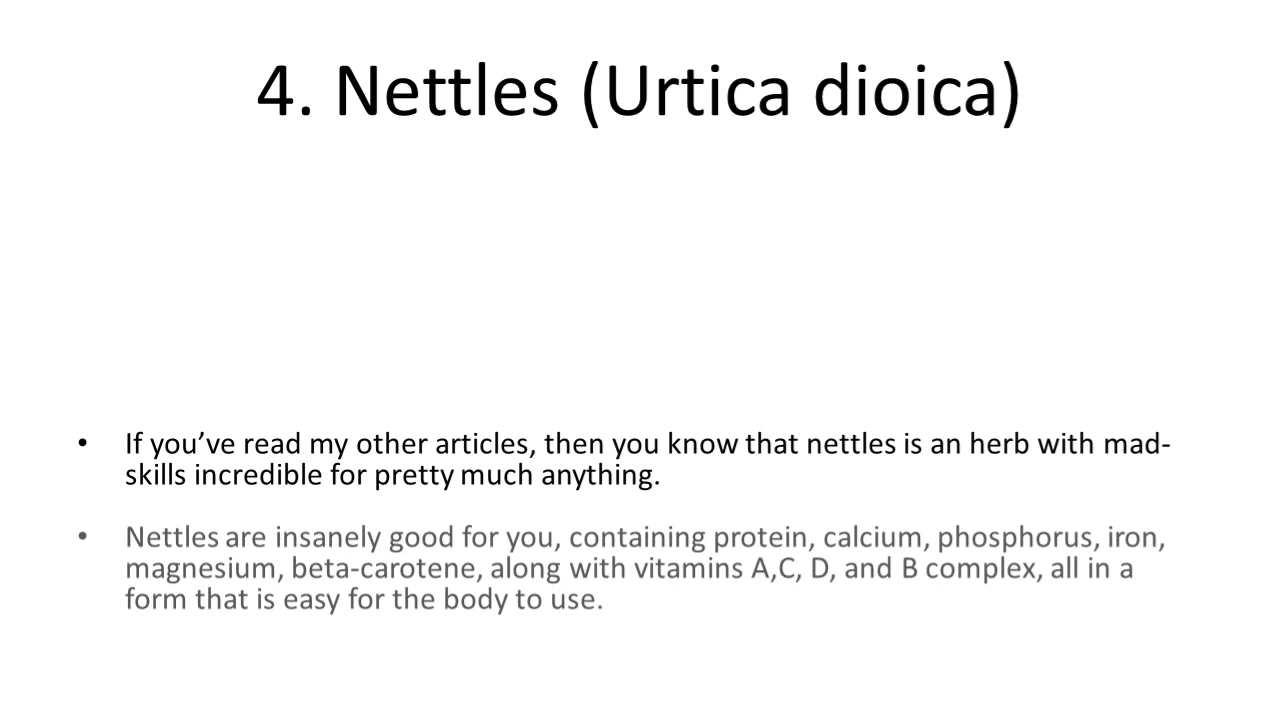 4. Nettles (Urtica dioica)
• If you’ve read my other articles, then you know that nettles is an herb with mad-
skills incredible for pretty much anything.
• Nettles are insanely good for you, containing protein, calcium, phosphorus, iron,
magnesium, beta-carotene, along with vitamins A,C, D, and B complex, all in a
form that is easy for the body to use.